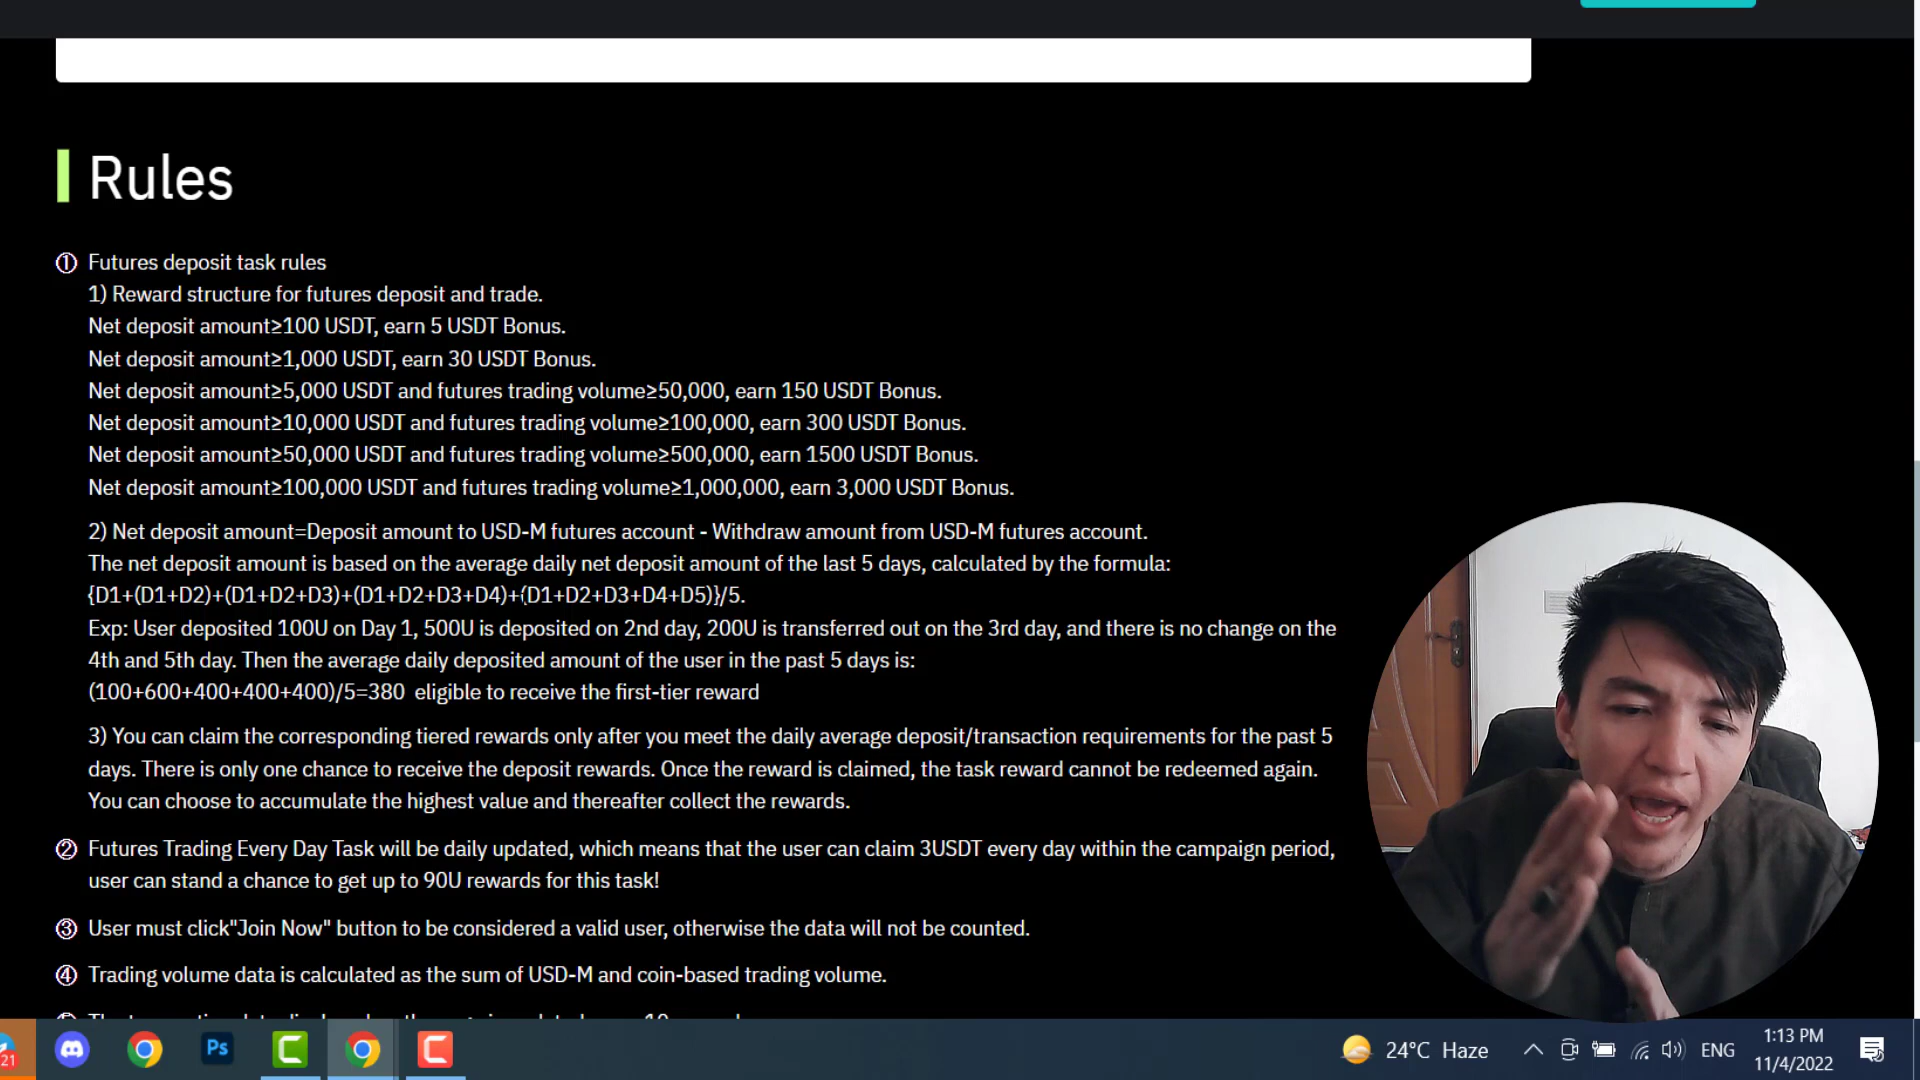 Rules
① Futures deposit task rules
1) Reward structure for futures deposit and trade.
Net deposit amount≥100 USDT, earn 5 USDT Bonus.
Net deposit amount≥1,000 USDT, earn 30 USDT Bonus.
Net deposit amount≥5,000 USDT and futures trading volume≥50,000, earn 150 USDT Bonus.
Net deposit amount≥10,000 USDT and futures trading volume≥100,000, earn 300 USDT Bonus.
Net deposit amount≥50,000 USDT and futures trading volume≥500,000, earn 1500 USDT Bonus.
Net deposit amount≥100,000 USDT and futures trading volume≥1,000,000, earn 3,000 USDT Bonus.
2) Net deposit amount=Deposit amount to USD-M futures account - Withdraw amount from USD-M futures account.
The net deposit amount is based on the average daily net deposit amount of the last 5 days, calculated by the formula:
{D1+(D1+D2)+(D1+D2+D3)+(D1+D2+D3+D4)+(D1+D2+D3+D4+D5)}/5.
Exp: User deposited 100U on Day 1, 500U is deposited on 2nd day, 200U is transferred out on the 3rd day, and there is no change on the
4th and 5th day. Then the average daily deposited amount of the user in the past 5 days is:
(100+600+400+400+400)/5=380 eligible to receive the first-tier reward
3) You can claim the corresponding tiered rewards only after you meet the daily average deposit/transaction requirements for the past 5
days. There is only one chance to receive the deposit rewards. Once the reward is claimed, the task reward cannot be redeemed again.
You can choose to accumulate the highest value and thereafter collect the rewards.
② Futures Trading Every Day Task will be daily updated, which means that the user can claim 3USDT every day within the campaign period,
user can stand a chance to get up to 90U rewards for this task!
③ User must click"Join Now" button to be considered a valid user, otherwise the data will not be counted.
④ Trading volume data is calculated as the sum of USD-M and coin-based trading volume.
21
Ps
24°C Haze
ENG
1:13 PM
11/4/2022